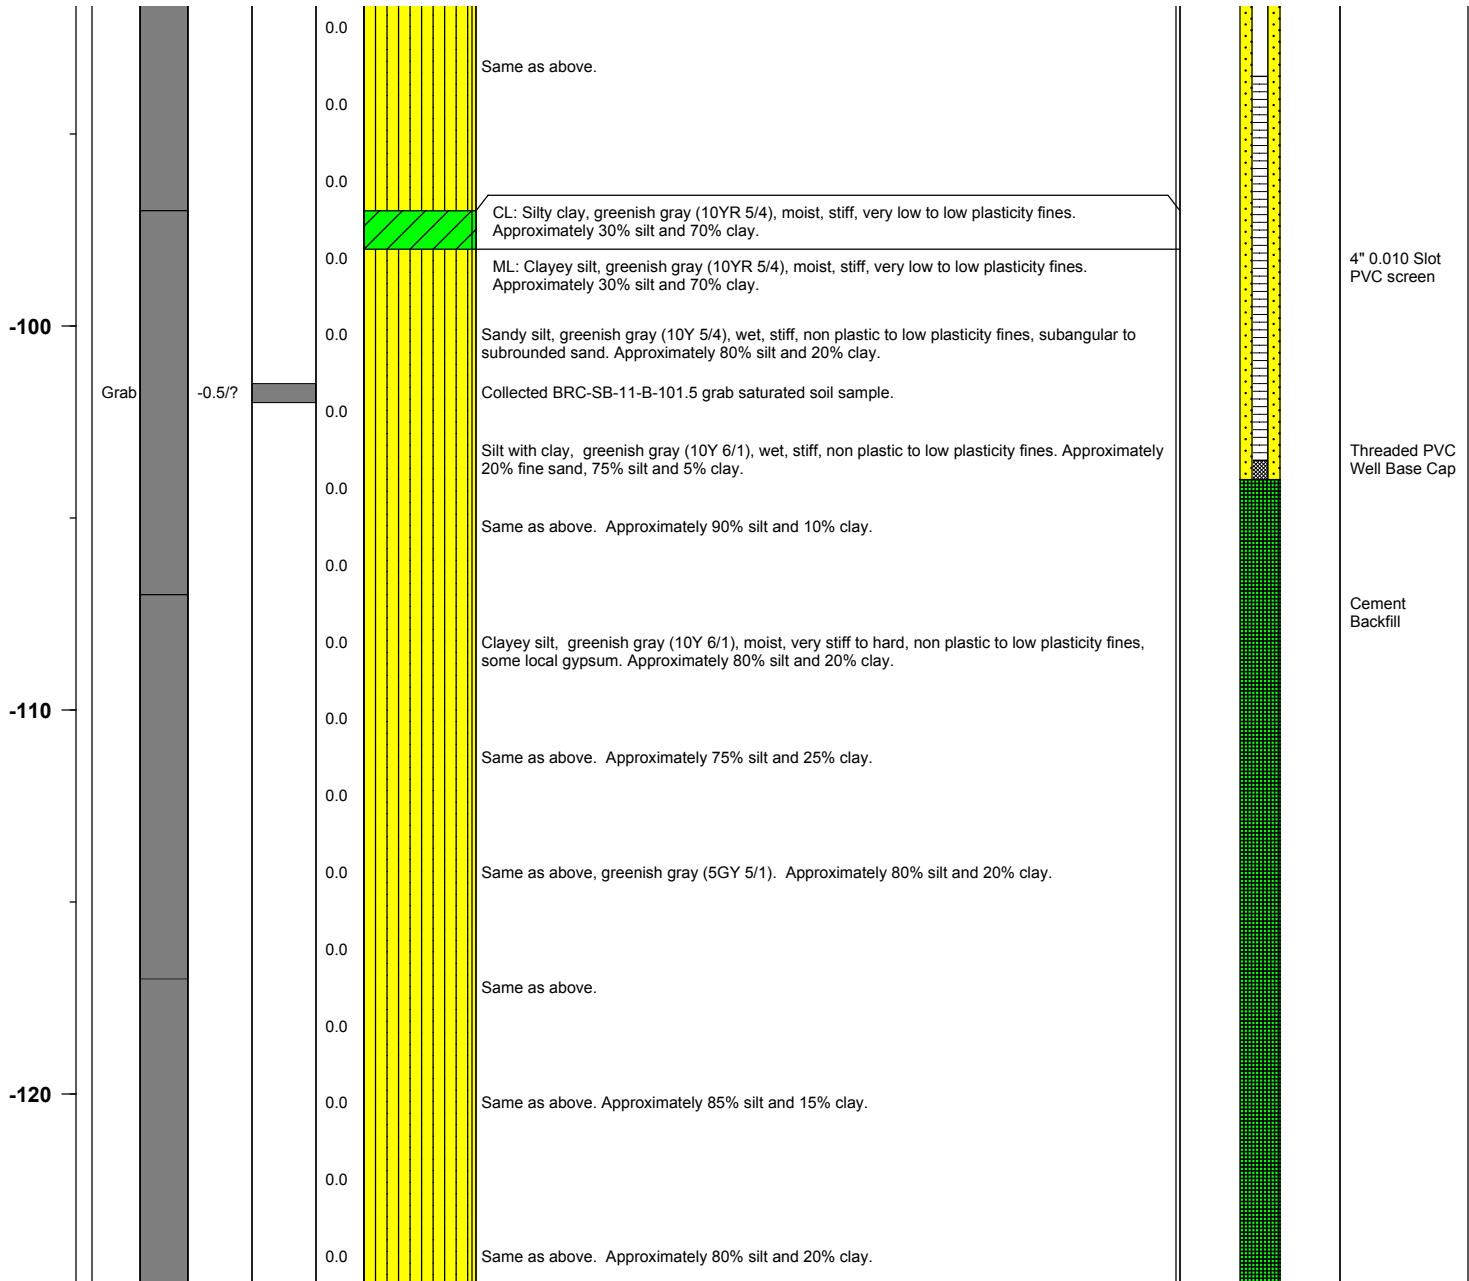 0.0
Same as above.
0.0
0.0
CL: Silty clay, greenish gray (10YR 5/4), moist, stiff, very low to low plasticity fines.
Approximately 30% silt and 70% clay.
0.0
ML: Clayey silt, greenish gray (10YR 5/4), moist, stiff, very low to low plasticity fines.
Approximately 30% silt and 70% clay.
4" 0.010 Slot
PVC screen
-100
0.0
Sandy silt, greenish gray (10Y 5/4), wet, stiff, non plastic to low plasticity fines, subangular to
subrounded sand. Approximately 80% silt and 20% clay.
Grab
-0.5/?
Collected BRC-SB-11-B-101.5 grab saturated soil sample.
0.0
Silt with clay, greenish gray (10Y 6/1), wet, stiff, non plastic to low plasticity fines. Approximately
20% fine sand, 75% silt and 5% clay.
Threaded PVC
Well Base Cap
0.0
Same as above. Approximately 90% silt and 10% clay.
0.0
Cement
Backfill
0.0
Clayey silt, greenish gray (10Y 6/1), moist, very stiff to hard, non plastic to low plasticity fines,
some local gypsum. Approximately 80% silt and 20% clay.
-110
0.0
Same as above. Approximately 75% silt and 25% clay.
0.0
0.0
Same as above, greenish gray (5GY 5/1). Approximately 80% silt and 20% clay.
0.0
Same as above.
0.0
-120
0.0
Same as above. Approximately 85% silt and 15% clay.
0.0
0.0
Same as above. Approximately 80% silt and 20% clay.